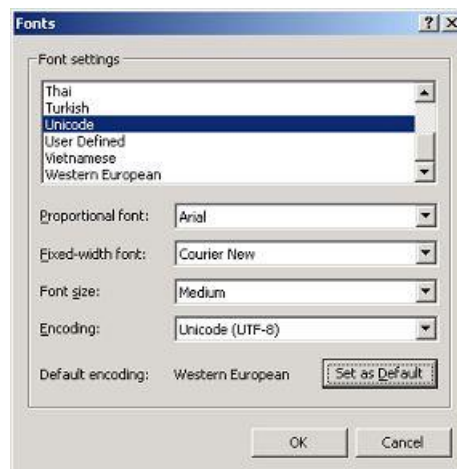 Fonts
Font settings
Thai
Turkish
Unicode
User Defined
Vietnamese
Western European
Proportional font: Arial
Fixed-width font: Courier New
Font size: Medium
Encoding: Unicode (UTF-8)
Default encoding: Western European Set as Default
OK Cancel